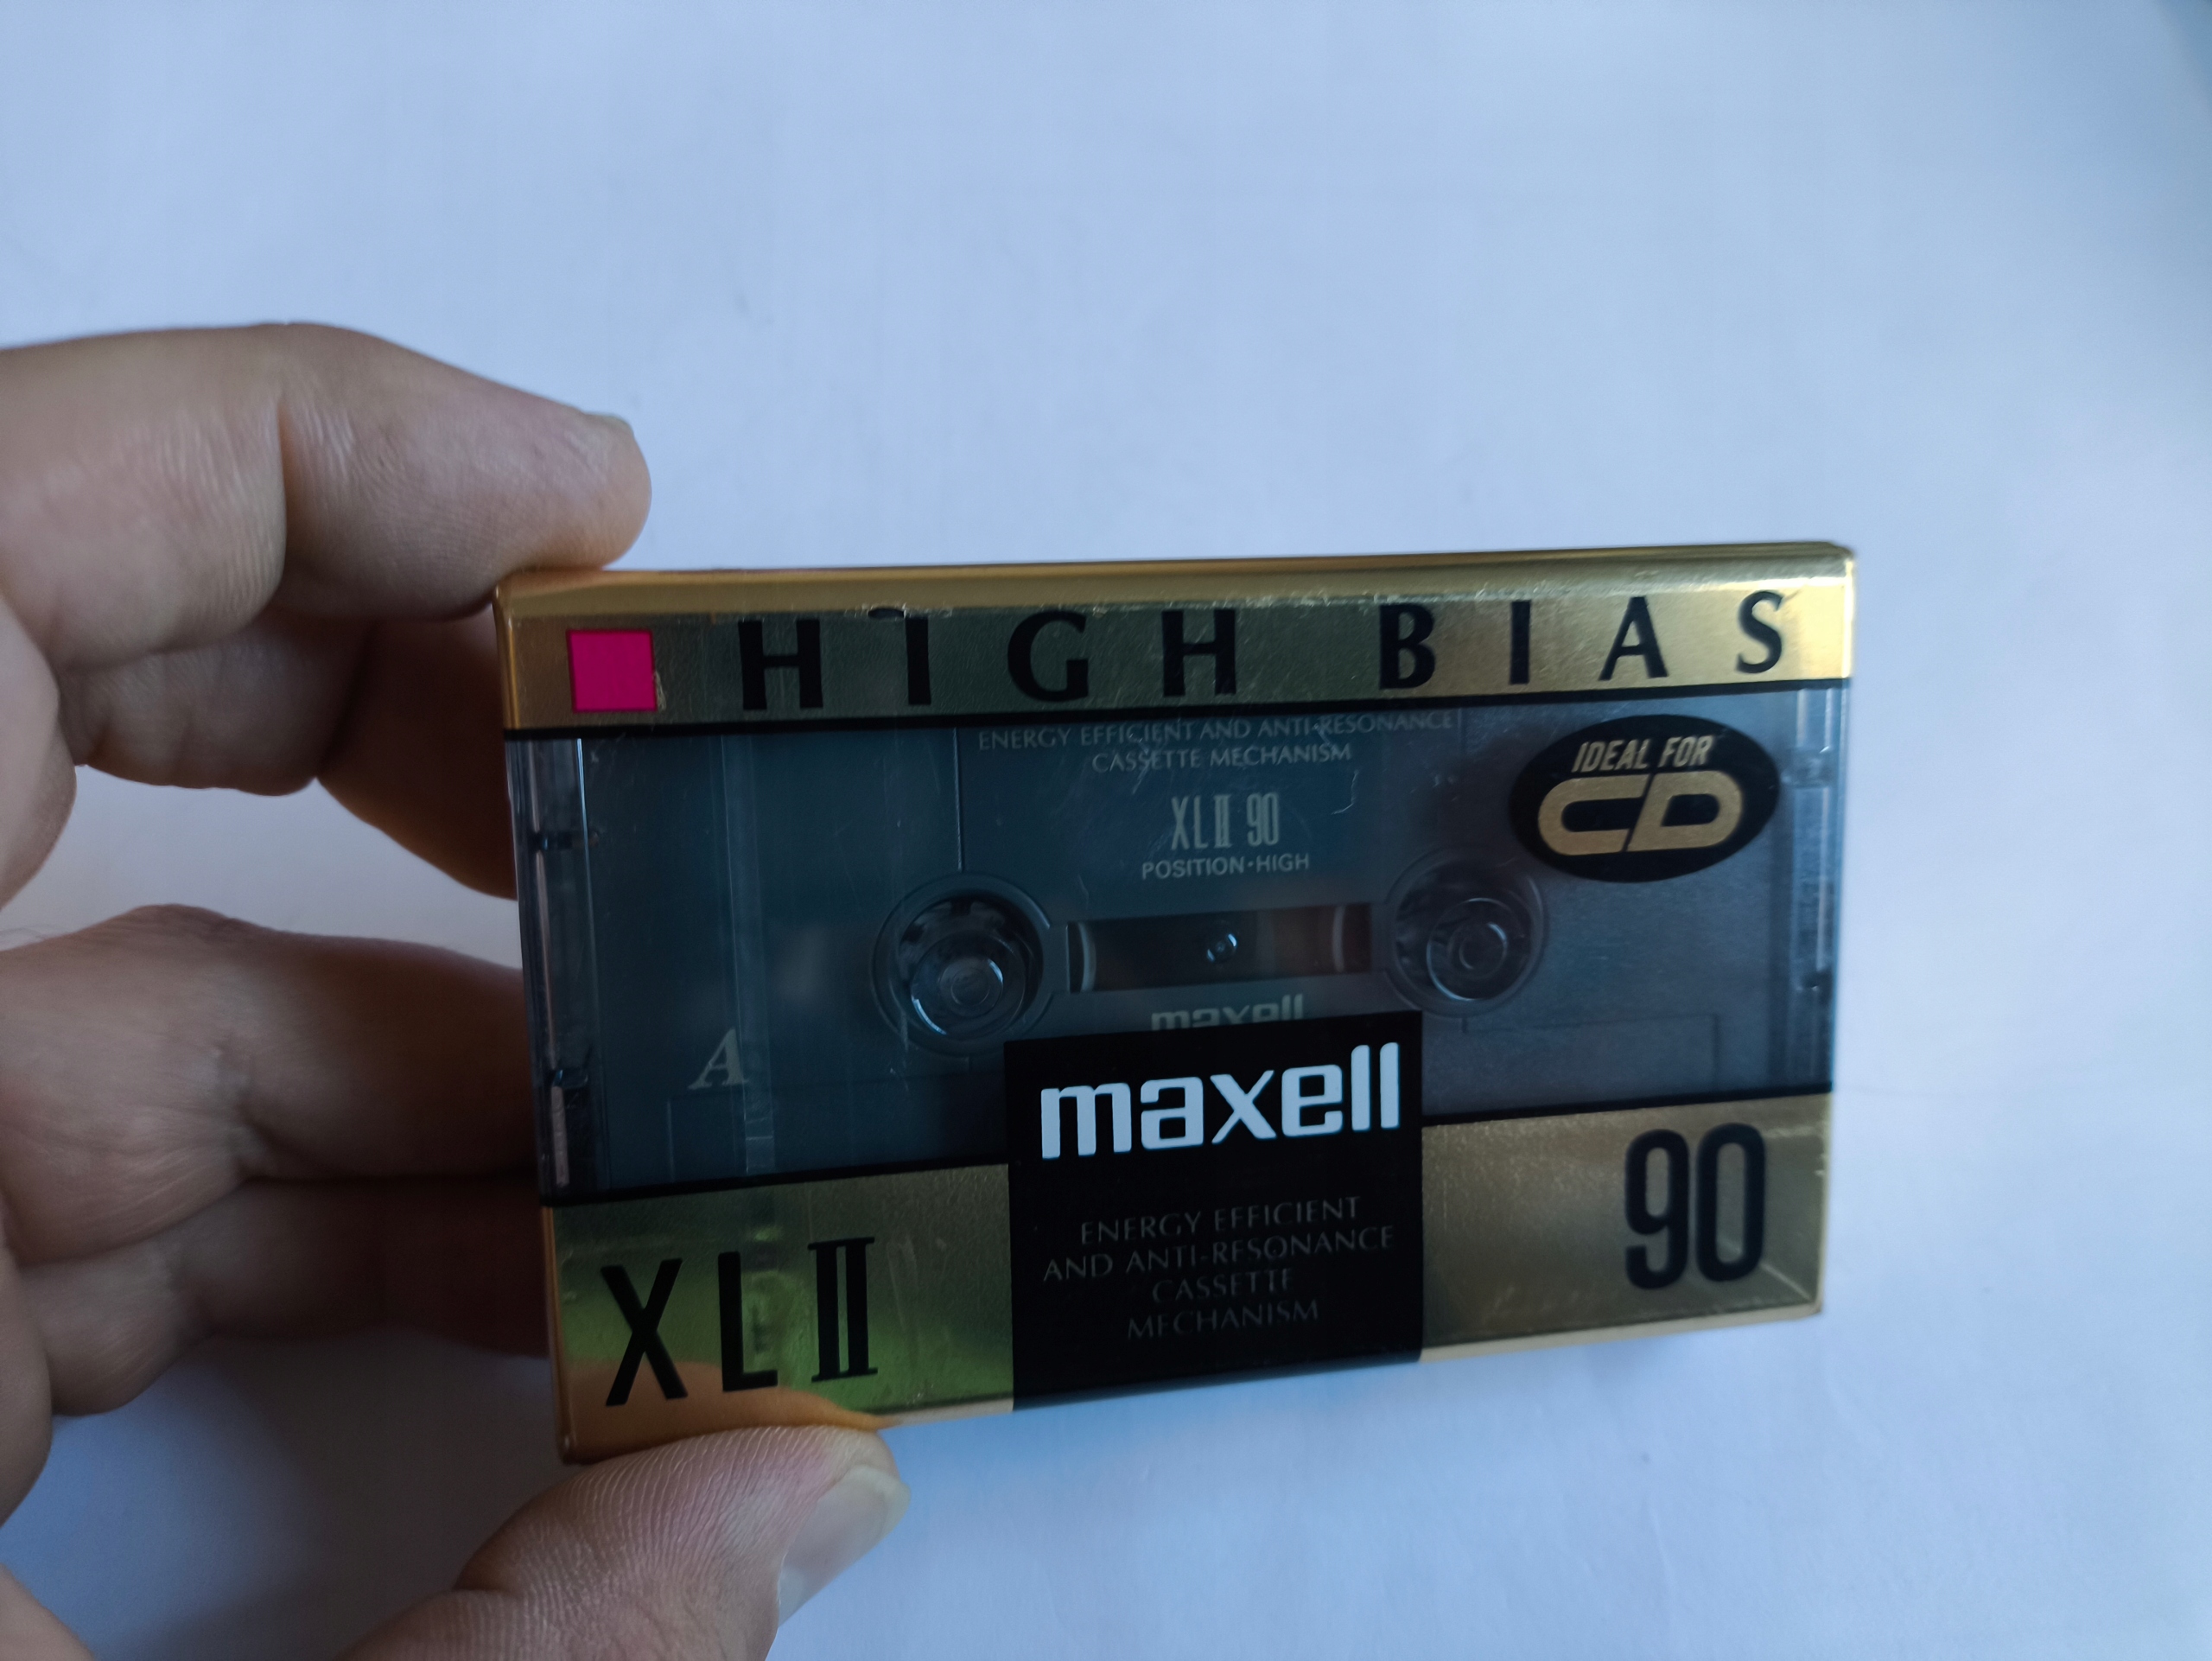 HIGH BIAS
ENERGY EFFICIENT AND ANTI-RESONANCE
CASSETTE MECHANISM
IDEAL FOR
CD
XLII 90
POSITION·HIGH
maxell
A
maxell
ENERGY EFFICIENT
AND ANTI-RESONANCE
CASSETTE
MECHANISM
XLII
90